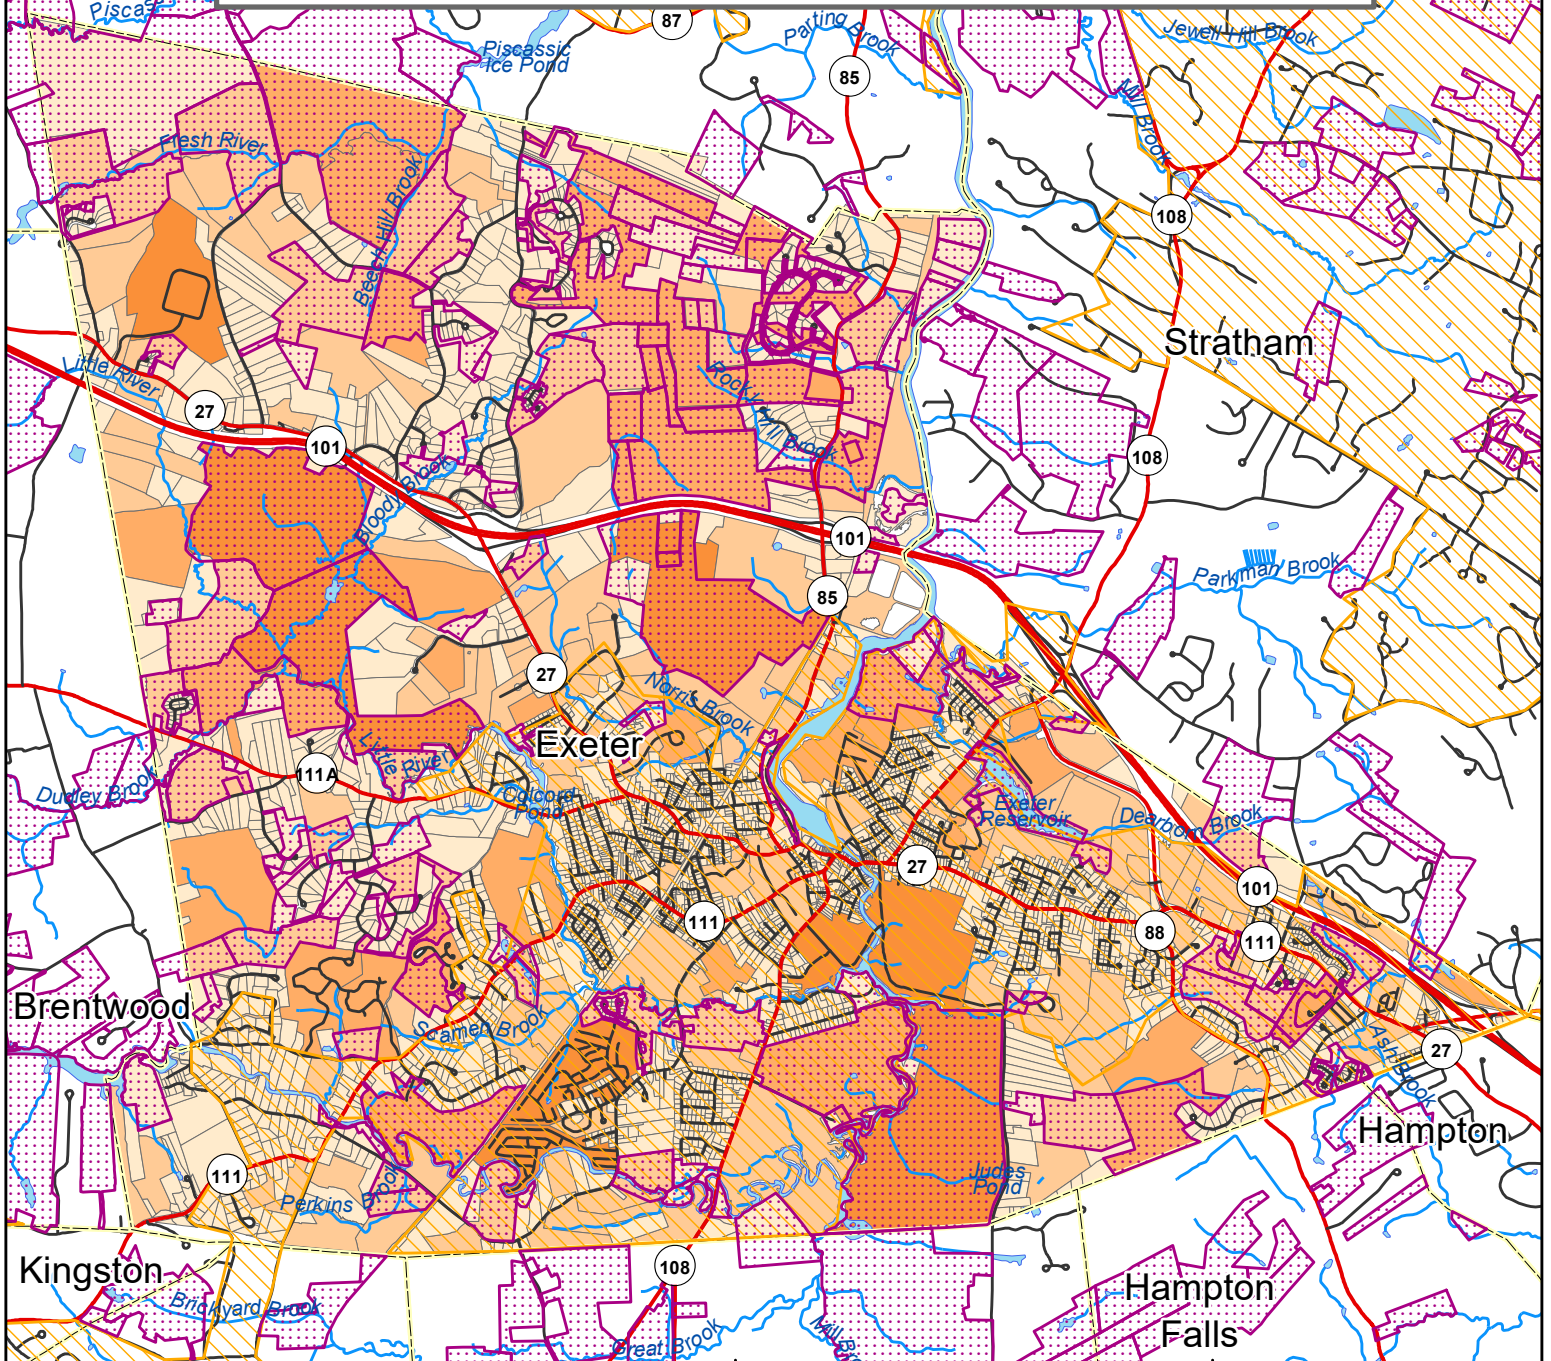 Piscas
87
Piscassic
Ice Pond
Parting Brook
85
Jewell Hill Brook
Mill Brook
Fresh River
Beech Hill Brook
108
Stratham
Little River
27
101
Rocky Hill Brook
108
Bloody Brook
101
85
Parkman Brook
27
Norris Brook
Exeter
Little River
111A
Dudley Brook
Colcord
Pond
Exeter
Reservoir
Dearborn Brook
27
101
111
88
111
Brentwood
Scamen Brook
27
Ash Brook
Hampton
111
Perkins Brook
Judes
Pond
Kingston
108
Hampton
Falls
Brickyard Brook
Great Brook
Mill Bro